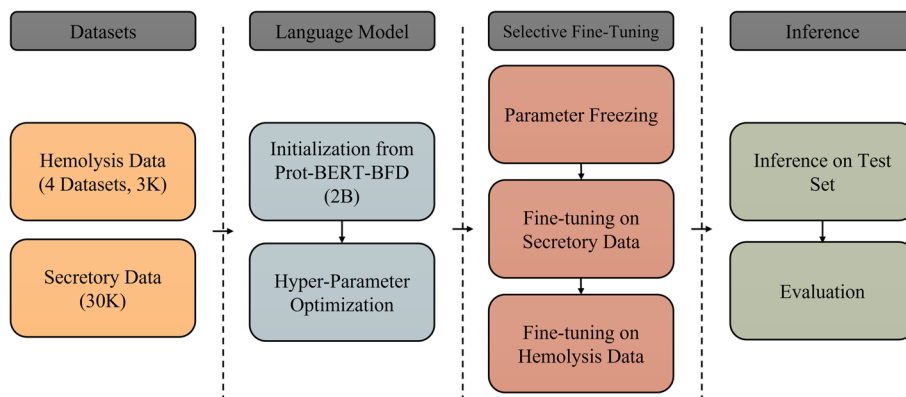 Datasets
Hemolysis Data
(4 Datasets, 3K)
Secretory Data
(30K)
Language Model
Initialization from
Prot-BERT-BFD
(2B)
Hyper-Parameter
Optimization
Selective Fine-Tuning
Parameter Freezing
Fine-tuning on
Secretory Data
Fine-tuning on
Hemolysis Data
Inference
Inference on Test
Set
Evaluation